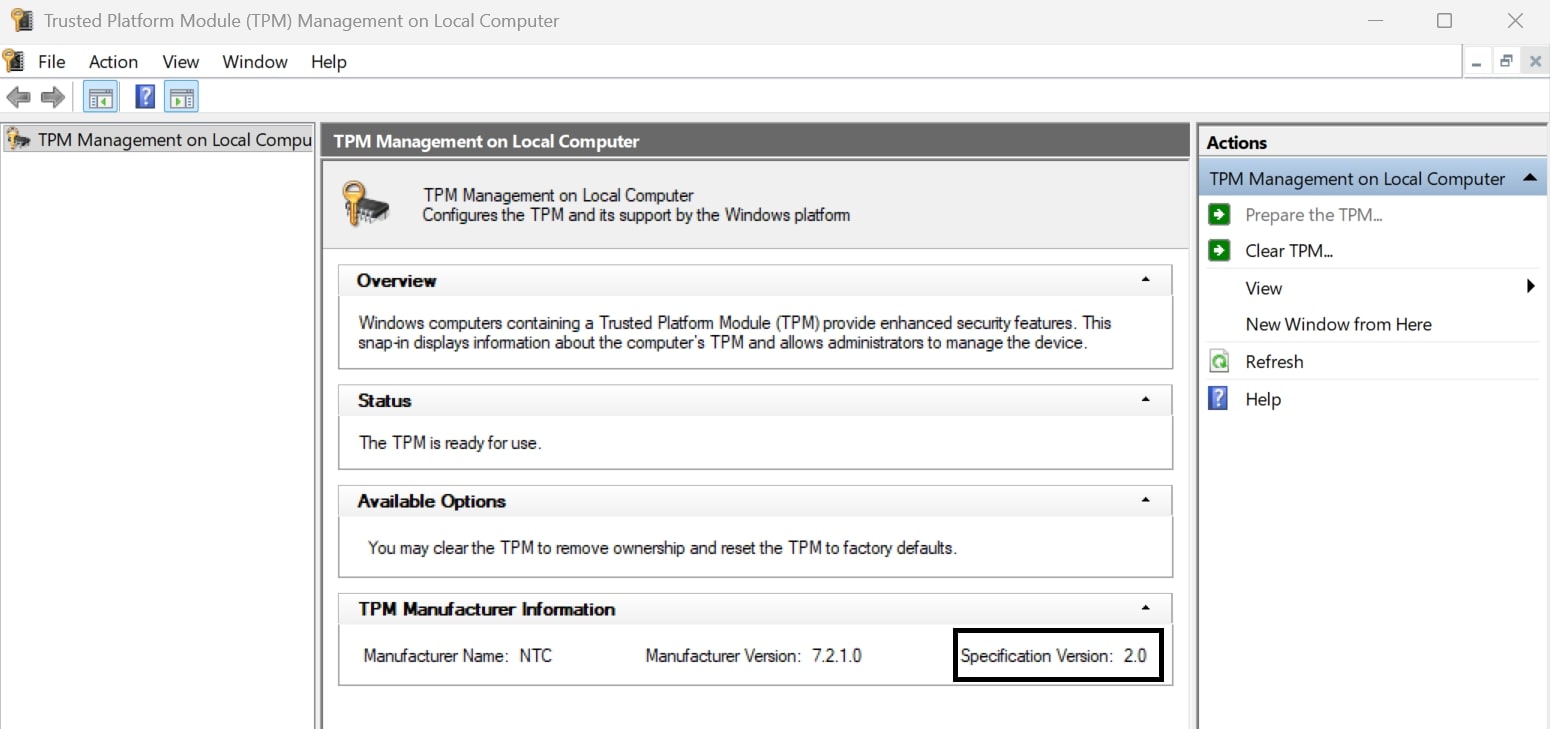 Trusted Platform Module (TPM) Management on Local Computer
File Action View Window Help
TPM Management on Local Compu
TPM Management on Local Computer
TPM Management on Local Computer
Configures the TPM and its support by the Windows platform
Overview
Windows computers containing a Trusted Platform Module (TPM) provide enhanced security features. This
snap-in displays information about the computer's TPM and allows administrators to manage the device.
Status
The TPM is ready for use.
Available Options
You may clear the TPM to remove ownership and reset the TPM to factory defaults.
TPM Manufacturer Information
Manufacturer Name: NTC Manufacturer Version: 7.2.1.0 Specification Version: 2.0
Actions
TPM Management on Local Computer
Prepare the TPM...
Clear TPM...
View
New Window from Here
Refresh
Help